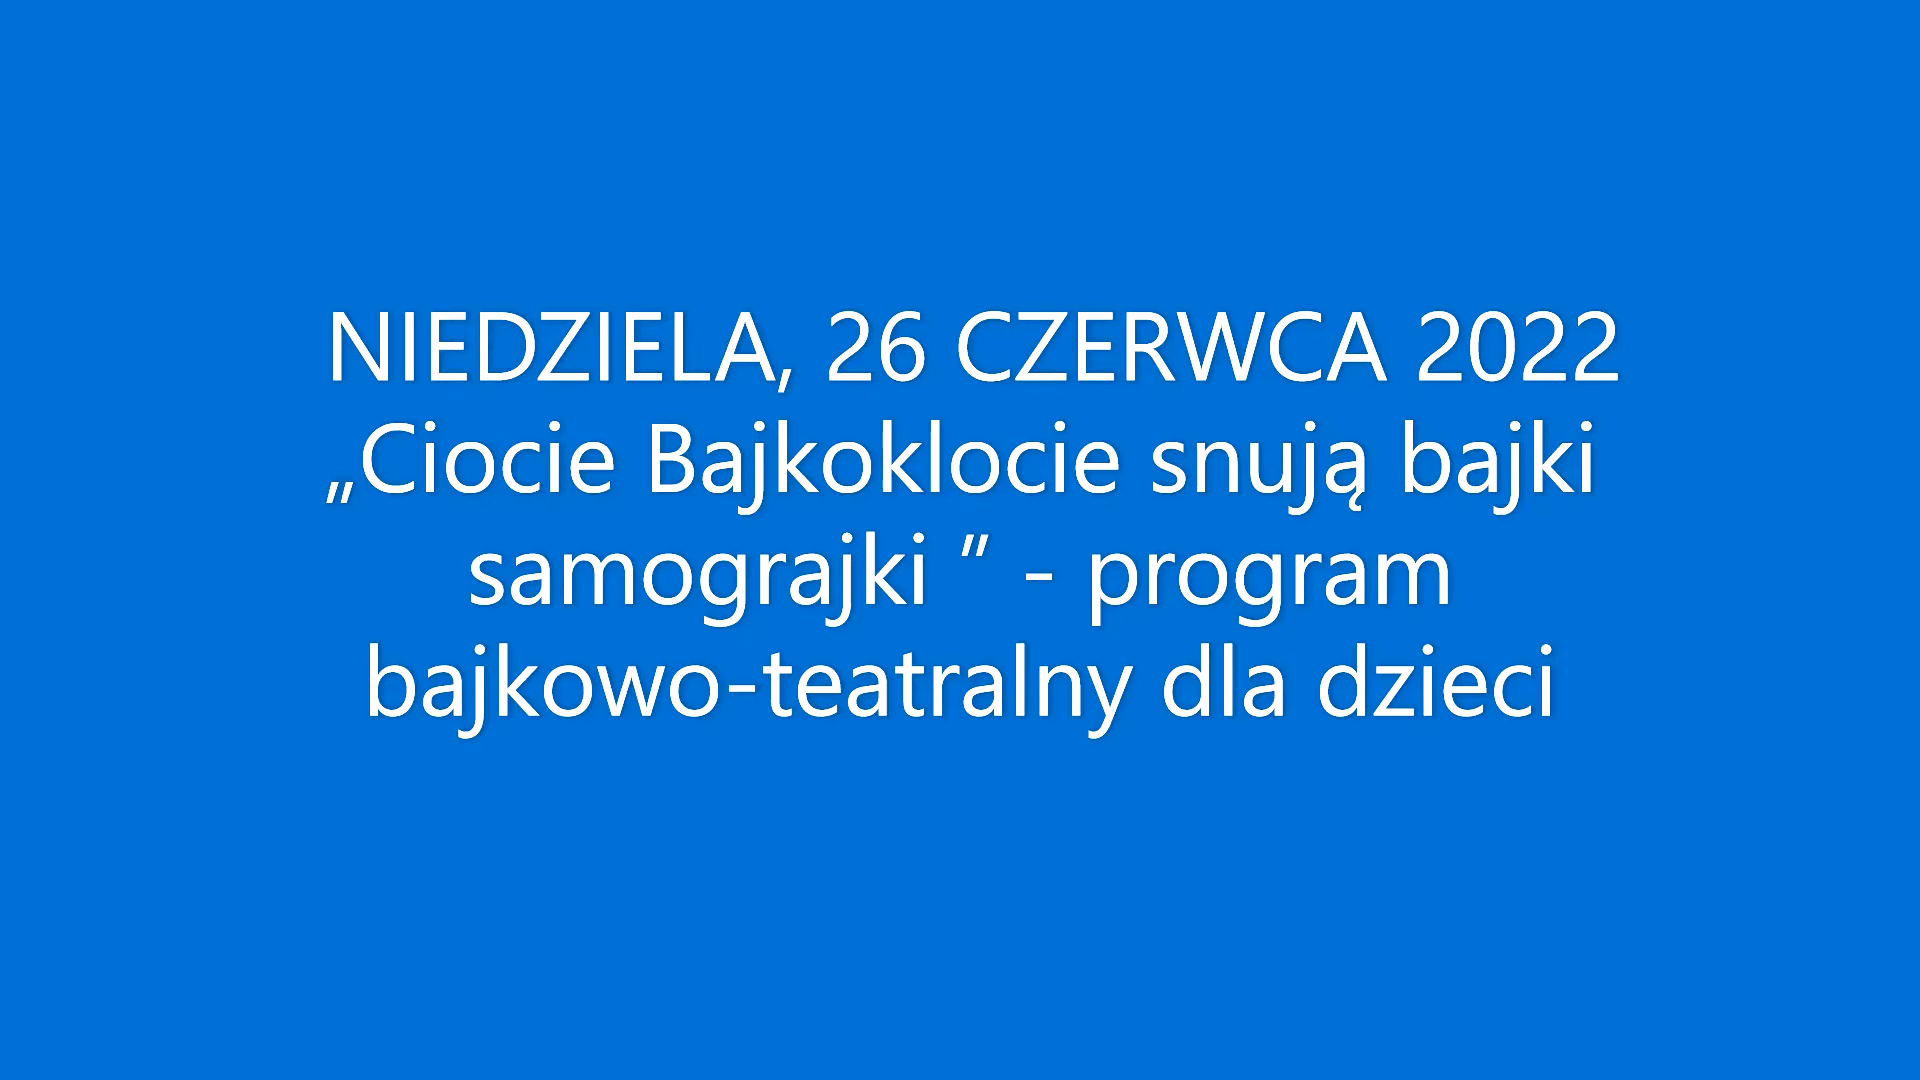 NIEDZIELA, 26 CZERWCA 2022
„Ciocie Bajkoklocie snują bajki
samograjki ” - program
bajkowo-teatralny dla dzieci